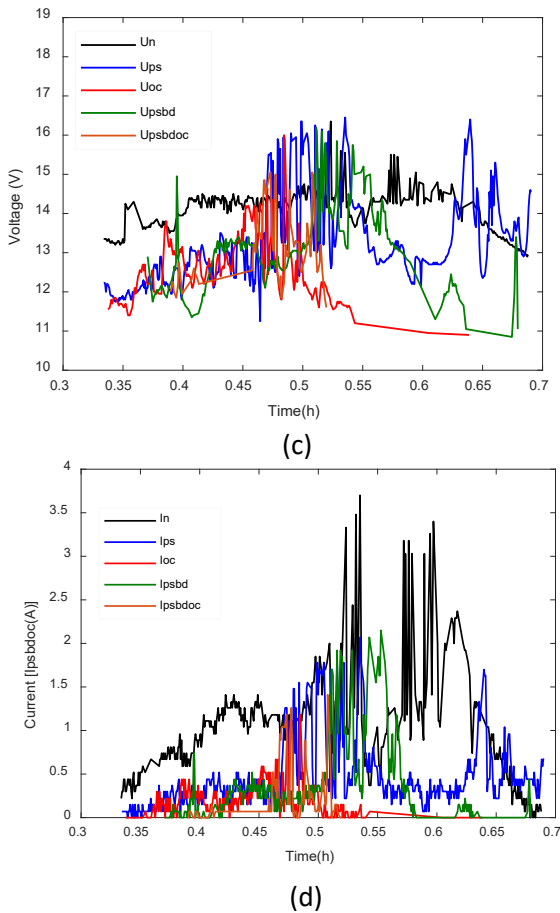 19
18
17
16
15
14
13
12
11
10
Voltage (V)
Un
Ups
Uoc
Upsbd
Upsbdoc
0.3 0.35 0.4 0.45 0.5 0.55 0.6 0.65 0.7
Time(h)
(c)
4
3.5
3
2.5
2
1.5
1
0.5
0
Current [Ipsbdoc(A)
In
Ips
Ioc
Ipsbd
Ipsbdoc
0.3 0.35 0.4 0.45 0.5 0.55 0.6 0.65 0.7
Time(h)
(d)